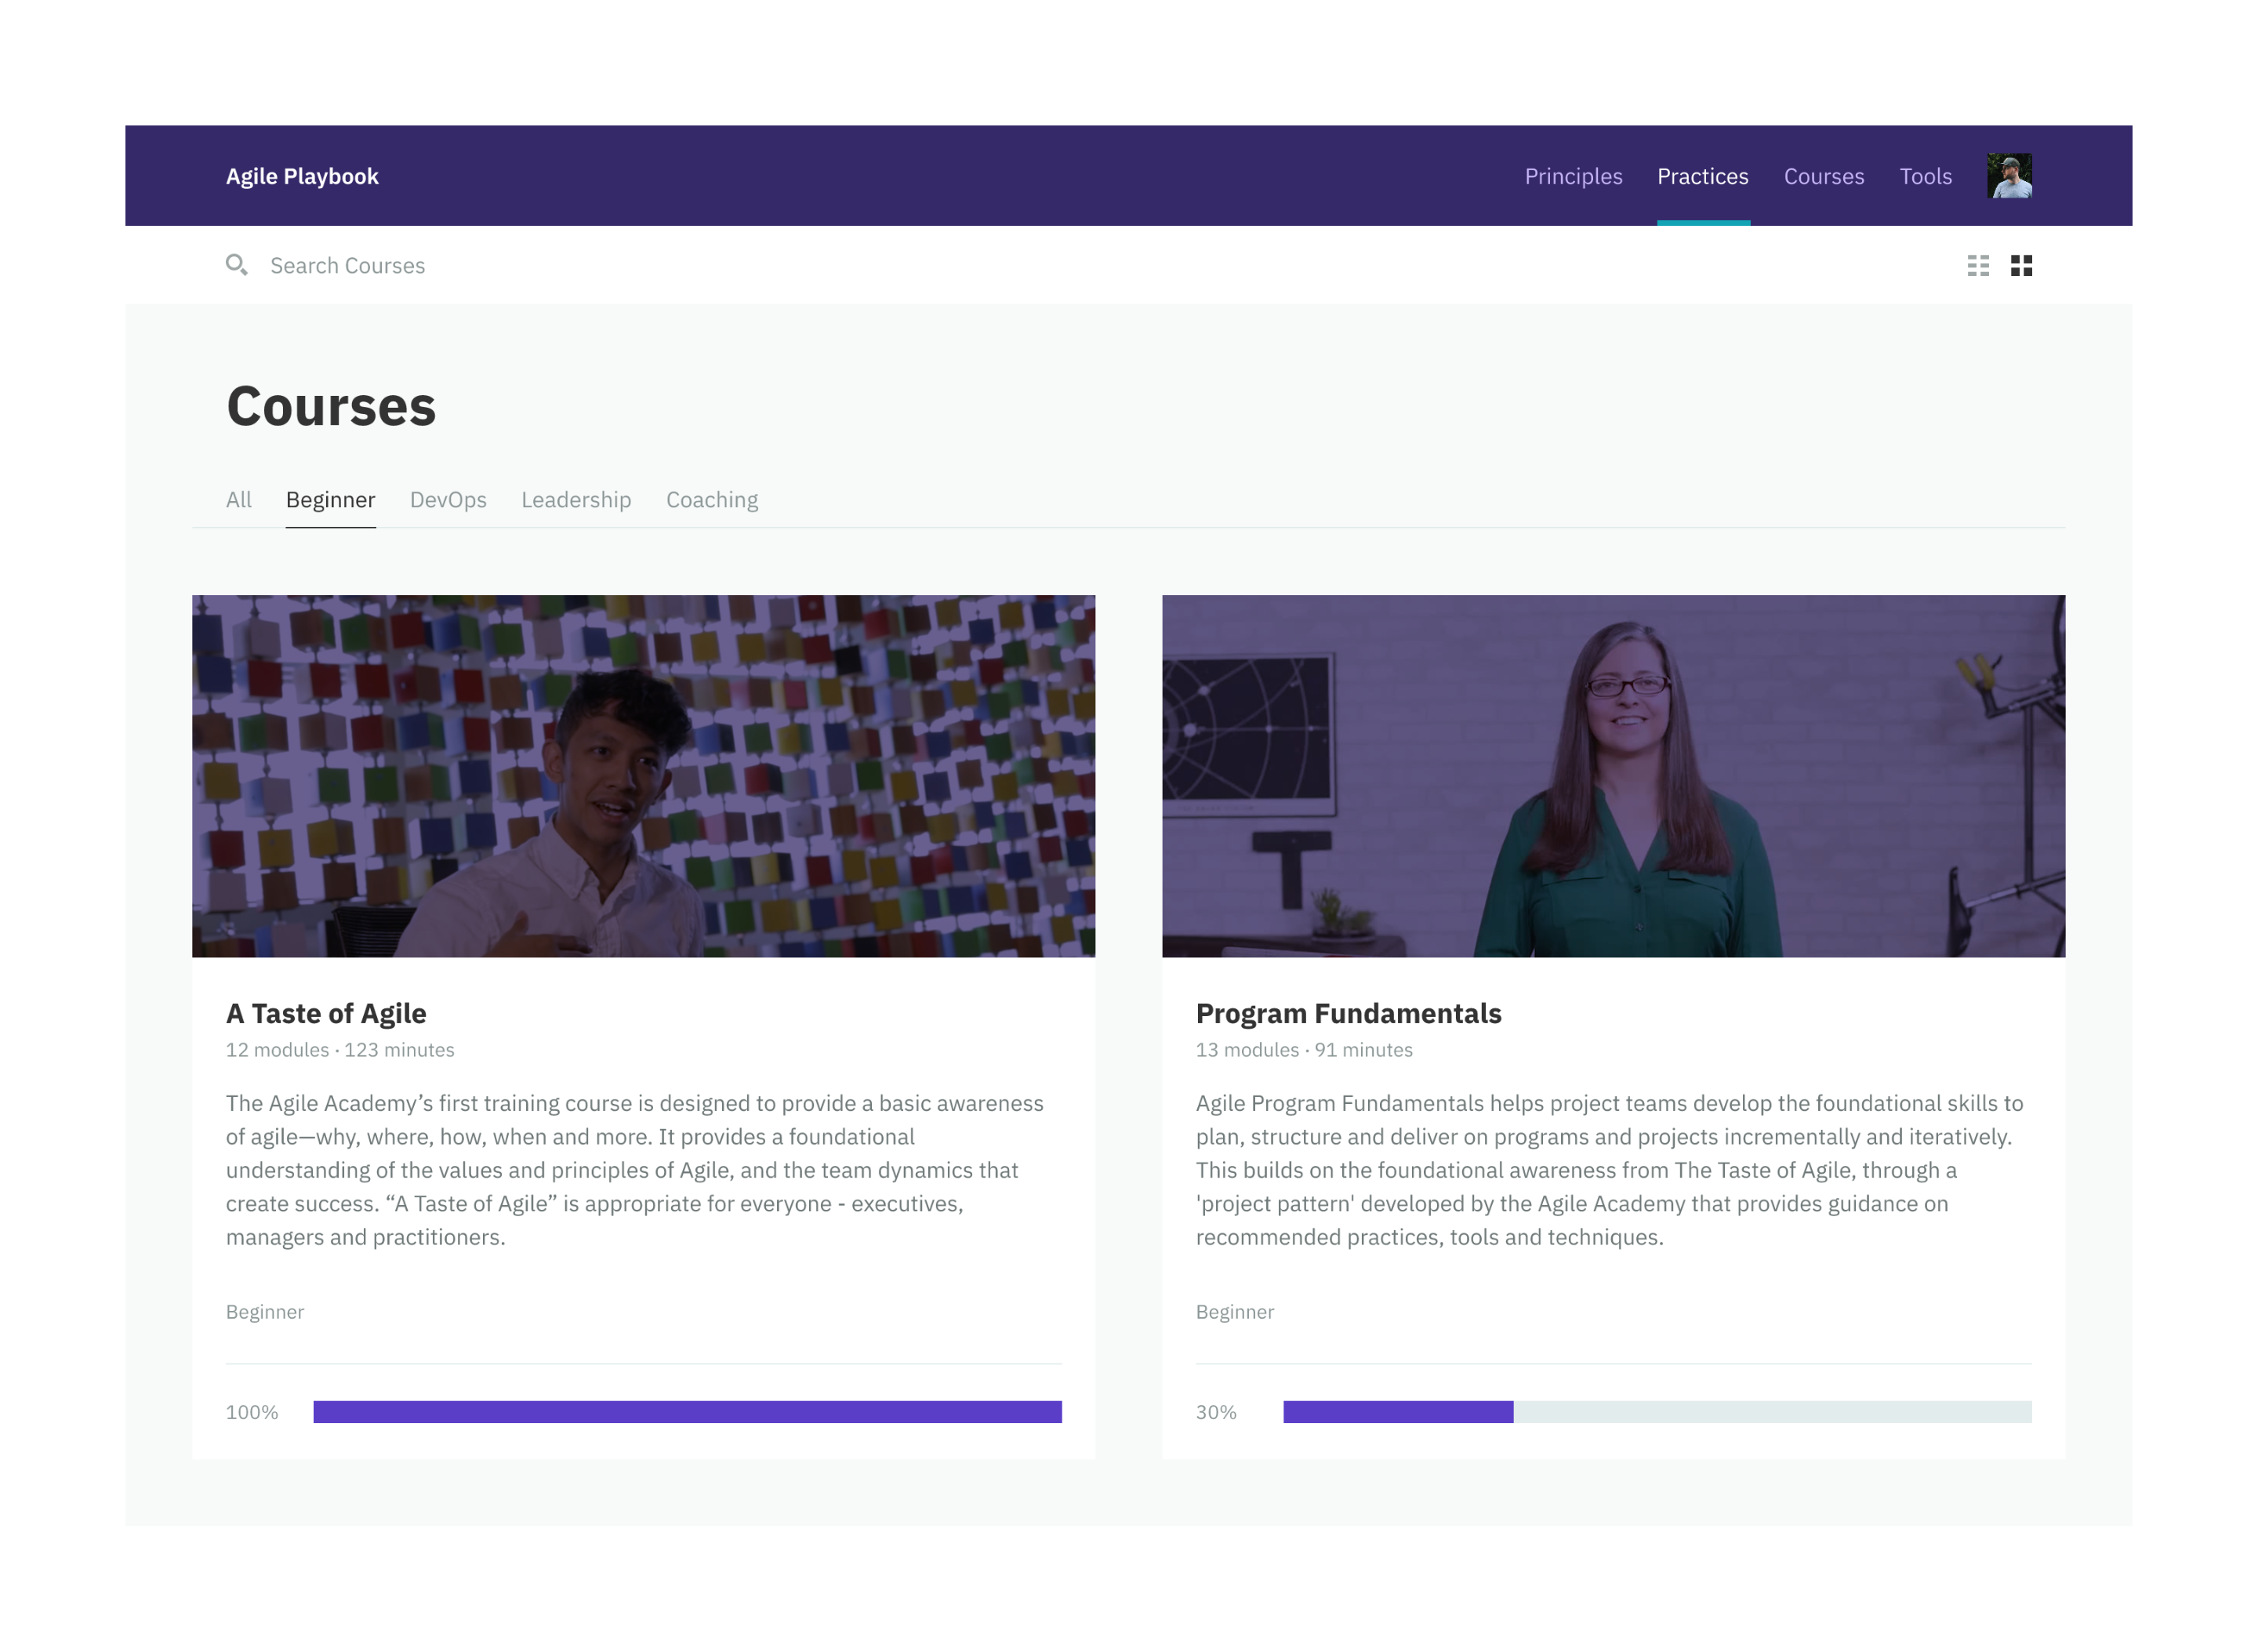 Agile Playbook
Principles Practices Courses Tools
Search Courses
Courses
All Beginner DevOps Leadership Coaching
A Taste of Agile
12 modules · 123 minutes
The Agile Academy’s first training course is designed to provide a basic awareness
of agile—why, where, how, when and more. It provides a foundational
understanding of the values and principles of Agile, and the team dynamics that
create success. “A Taste of Agile” is appropriate for everyone - executives,
managers and practitioners.
Beginner
100%
Program Fundamentals
13 modules · 91 minutes
Agile Program Fundamentals helps project teams develop the foundational skills to
plan, structure and deliver on programs and projects incrementally and iteratively.
This builds on the foundational awareness from The Taste of Agile, through a
'project pattern' developed by the Agile Academy that provides guidance on
recommended practices, tools and techniques.
Beginner
30%